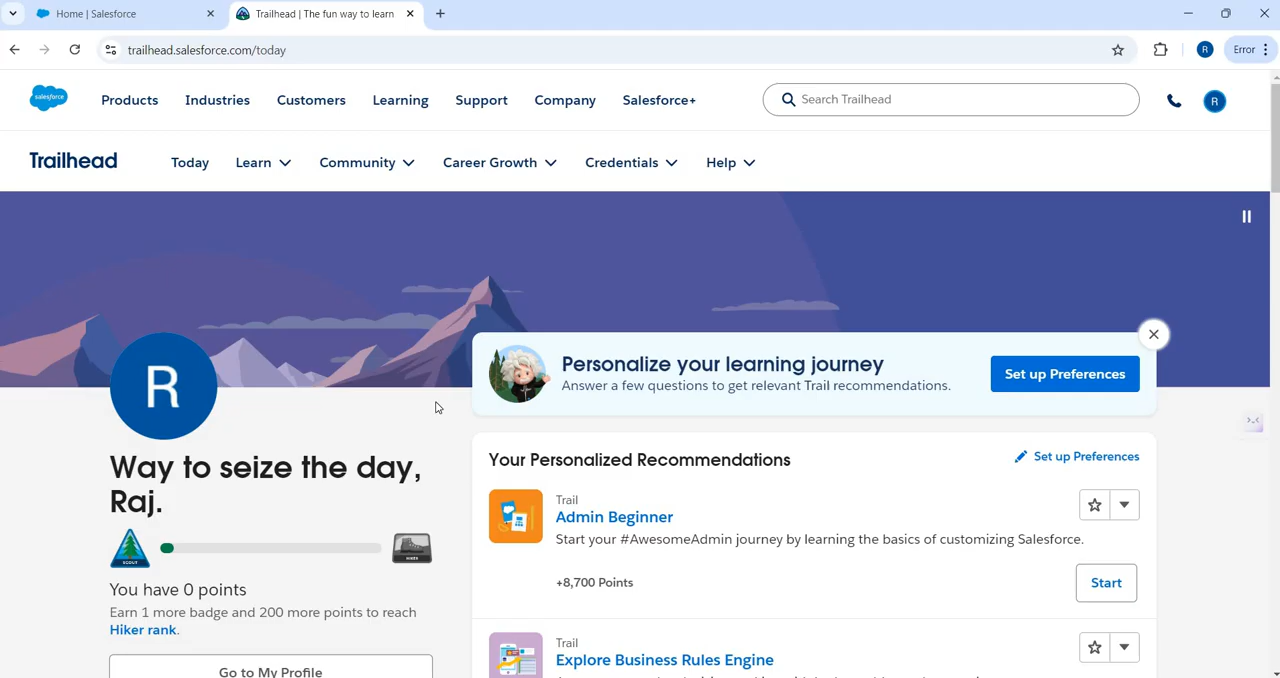 Home | Salesforce
Trailhead | The fun way to learn
trailhead.salesforce.com/today
R
Error
salesforce
Products
Industries
Customers
Learning
Support
Company
Salesforce+
Search Trailhead
R
Trailhead
Today
Learn
Community
Career Growth
Credentials
Help
R
Personalize your learning journey
Answer a few questions to get relevant Trail recommendations.
Set up Preferences
Way to seize the day,
Raj.
SCOUT
HIKER
You have 0 points
Earn 1 more badge and 200 more points to reach
Hiker rank.
Go to My Profile
Your Personalized Recommendations
Set up Preferences
Trail
Admin Beginner
Start your #AwesomeAdmin journey by learning the basics of customizing Salesforce.
+8,700 Points
Start
Trail
Explore Business Rules Engine